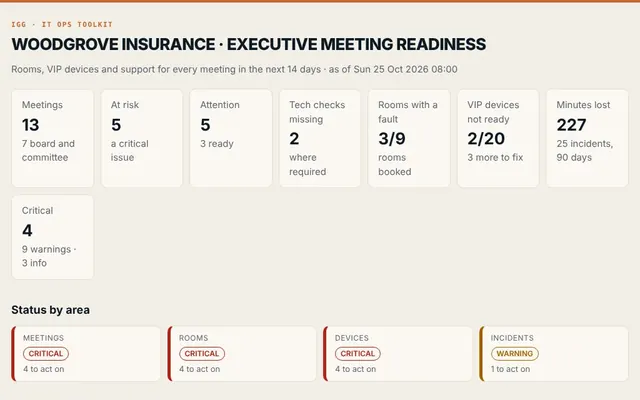 IGG · IT OPS TOOLKIT
WOODGROVE INSURANCE · EXECUTIVE MEETING READINESS
Rooms, VIP devices and support for every meeting in the next 14 days · as of Sun 25 Oct 2026 08:00
Meetings
13
7 board and
committee
At risk
5
a critical
issue
Attention
5
3 ready
Tech checks
missing
2
where
required
Rooms with a
fault
3/9
rooms
booked
VIP devices
not ready
2/20
3 more to fix
Minutes lost
227
25 incidents,
90 days
Critical
4
9 warnings ·
3 info
Status by area
MEETINGS
CRITICAL
4 to act on
ROOMS
CRITICAL
4 to act on
DEVICES
CRITICAL
4 to act on
INCIDENTS
WARNING
1 to act on